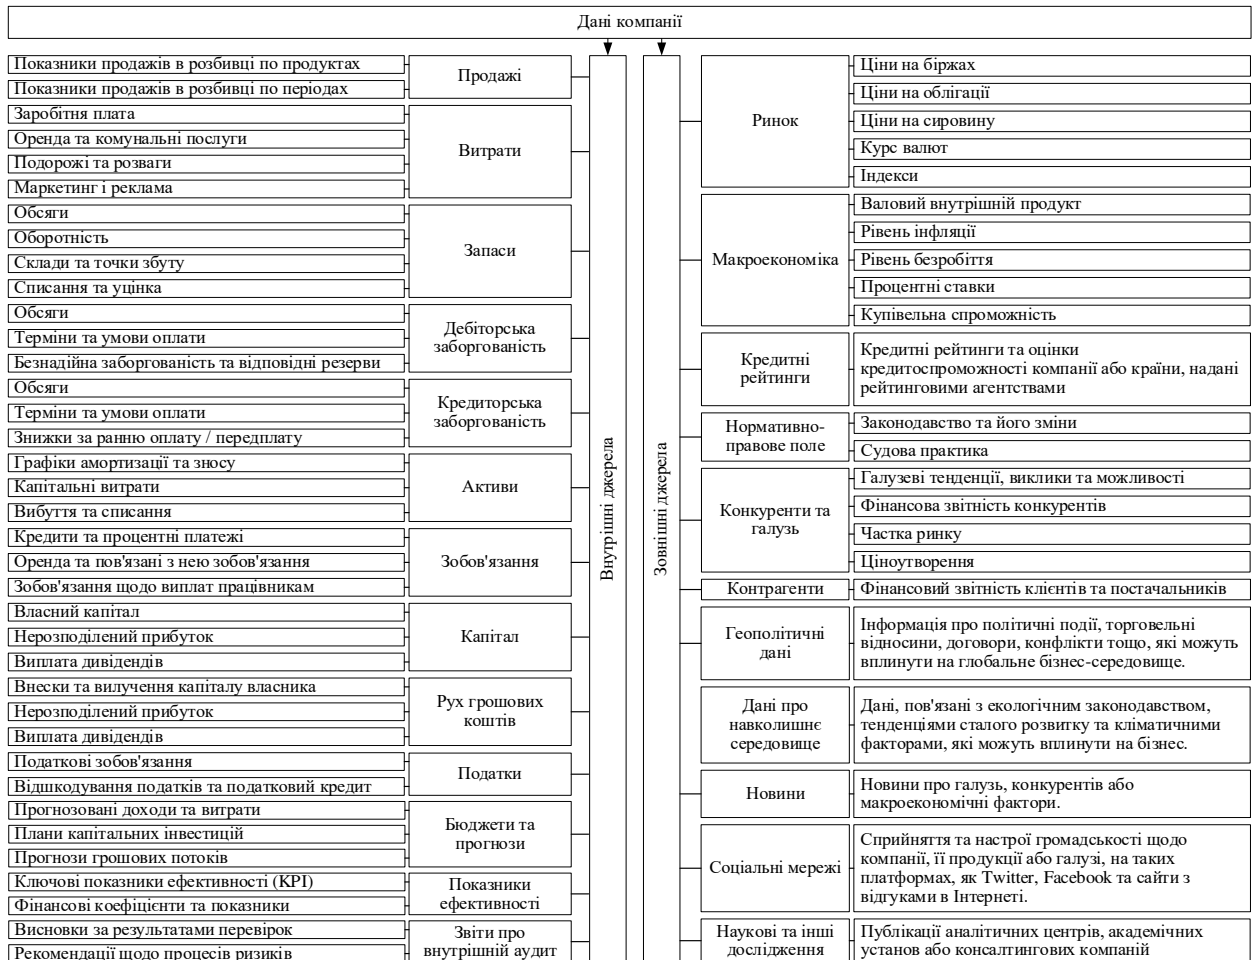 Дані компанії
Показники продажів в розбивці по продуктах
Показники продажів в розбивці по періодах
Продажі
Заробітня плата
Оренда та комунальні послуги
Подорожі та розваги
Маркетинг і реклама
Витрати
Обсяги
Оборотність
Склади та точки збуту
Списання та уцінка
Запаси
Обсяги
Терміни та умови оплати
Безнадійна заборгованість та відповідні резерви
Дебіторська
заборгованість
Обсяги
Терміни та умови оплати
Знижки за ранню оплату / передплату
Кредиторська
заборгованість
Графіки амортизації та зносу
Капітальні витрати
Вибуття та списання
Активи
Кредити та процентні платежі
Оренда та пов'язані з нею зобов'язання
Зобов'язання щодо виплат працівникам
Зобов'язання
Власний капітал
Нерозподілений прибуток
Виплата дивідендів
Капітал
Внески та вилучення капіталу власника
Нерозподілений прибуток
Виплата дивідендів
Рух грошових
коштів
Податкові зобов'язання
Відшкодування податків та податковий кредит
Податки
Прогнозовані доходи та витрати
Плани капітальних інвестицій
Прогнози грошових потоків
Бюджети та
прогнози
Ключові показники ефективності (KPI)
Фінансові коефіцієнти та показники
Показники
ефективності
Висновки за результатами перевірок
Рекомендації щодо процесів ризиків
Звіти про
внутрішній аудит
Внутрішні джерела
Зовнішні джерела
Ринок
Ціни на біржах
Ціни на облігації
Ціни на сировину
Курс валют
Індекси
Макроекономіка
Валовий внутрішній продукт
Рівень інфляції
Рівень безробіття
Процентні ставки
Купівельна спроможність
Кредитні
рейтинги
Кредитні рейтинги та оцінки
кредитоспроможності компанії або країни, надані
рейтинговими агентствами
Нормативно-
правове поле
Законодавство та його зміни
Судова практика
Конкуренти та
галузь
Галузеві тенденції, виклики та можливості
Фінансова звітність конкурентів
Частка ринку
Ціноутворення
Контрагенти
Фінансовий звітність клієнтів та постачальників
Геополітичні
дані
Інформація про політичні події, торговельні
відносини, договори, конфлікти тощо, які можуть
вплинути на глобальне бізнес-середовище.
Дані про
навколишнє
середовище
Дані, пов'язані з екологічним законодавством,
тенденціями сталого розвитку та кліматичними
факторами, які можуть вплинути на бізнес.
Новини
Новини про галузь, конкурентів або
макроекономічні фактори.
Соціальні мережі
Сприйняття та настрої громадськості щодо
компанії, її продукції або галузі, на таких
платформах, як Twitter, Facebook та сайти з
відгуками в Інтернеті.
Наукові та інші
дослідження
Публікації аналітичних центрів, академічних
установ або консалтингових компаній